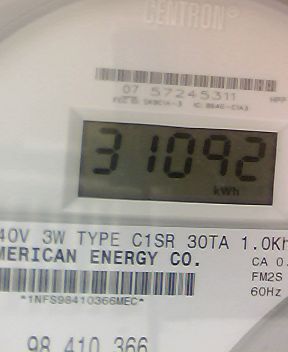 CENTRON®
07 57245311
31092
kWh
40V 3W TYPE C1SR 30TA 1.0Kh
MERICAN ENERGY CO.
CA 0.
FM2S
60Hz
*1NFS98410366MEC*
98 410 366